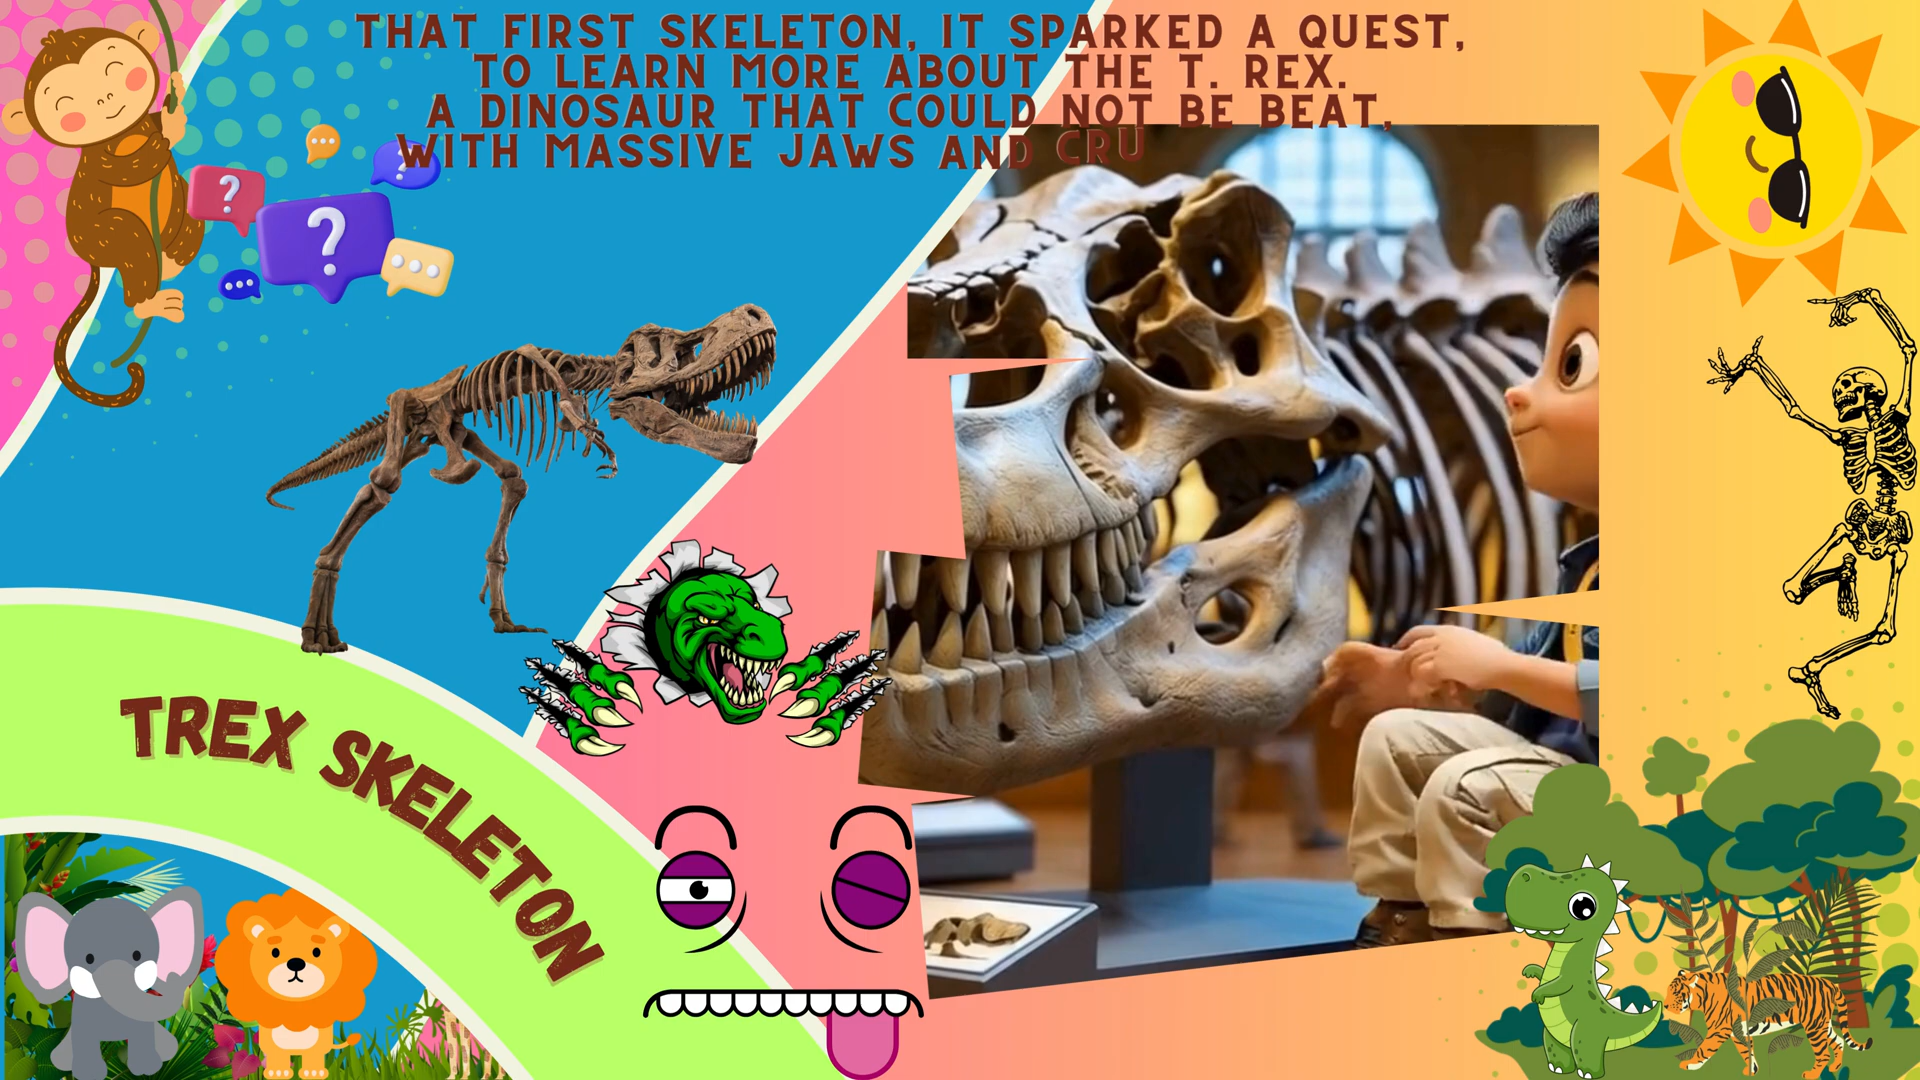 THAT FIRST SKELETON, IT SPARKED A QUEST,
TO LEARN MORE ABOUT THE T. REX.
A DINOSAUR THAT COULD NOT BE BEAT,
WITH MASSIVE JAWS AND CRU
? ? ?
TREX SKELETON